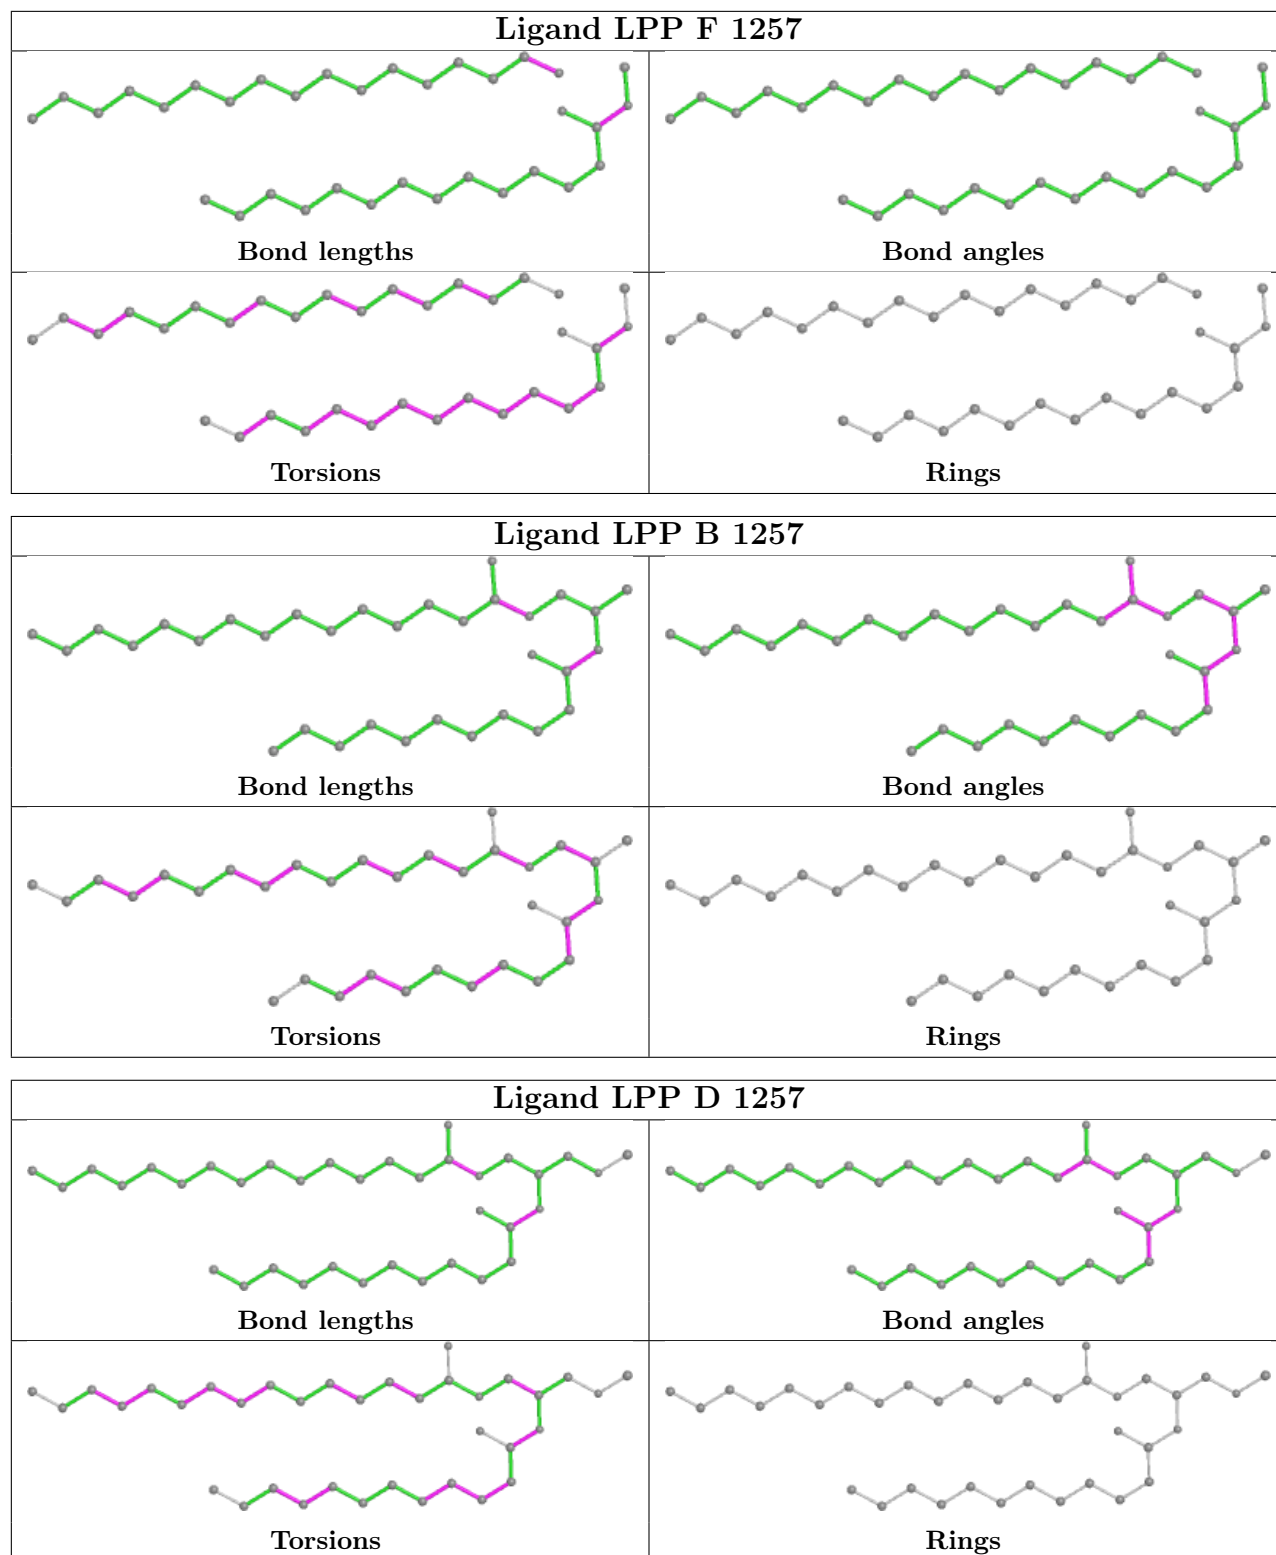 Ligand LPP F 1257
Bond lengths
Bond angles
Torsions
Rings
Ligand LPP B 1257
Bond lengths
Bond angles
Torsions
Rings
Ligand LPP D 1257
Bond lengths
Bond angles
Torsions
Rings